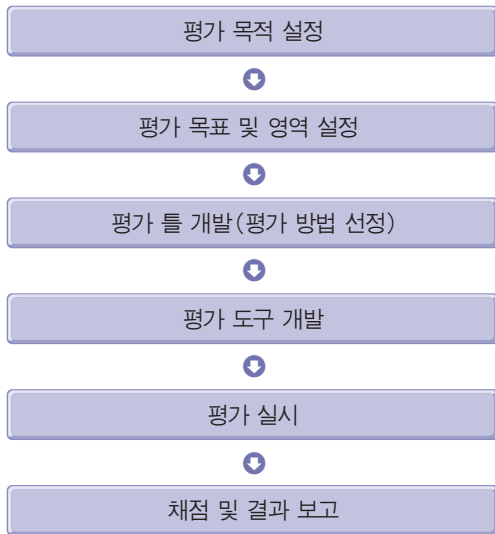 평가 목적 설정
평가 목표 및 영역 설정
평가 틀 개발(평가 방법 선정)
평가 도구 개발
평가 실시
채점 및 결과 보고